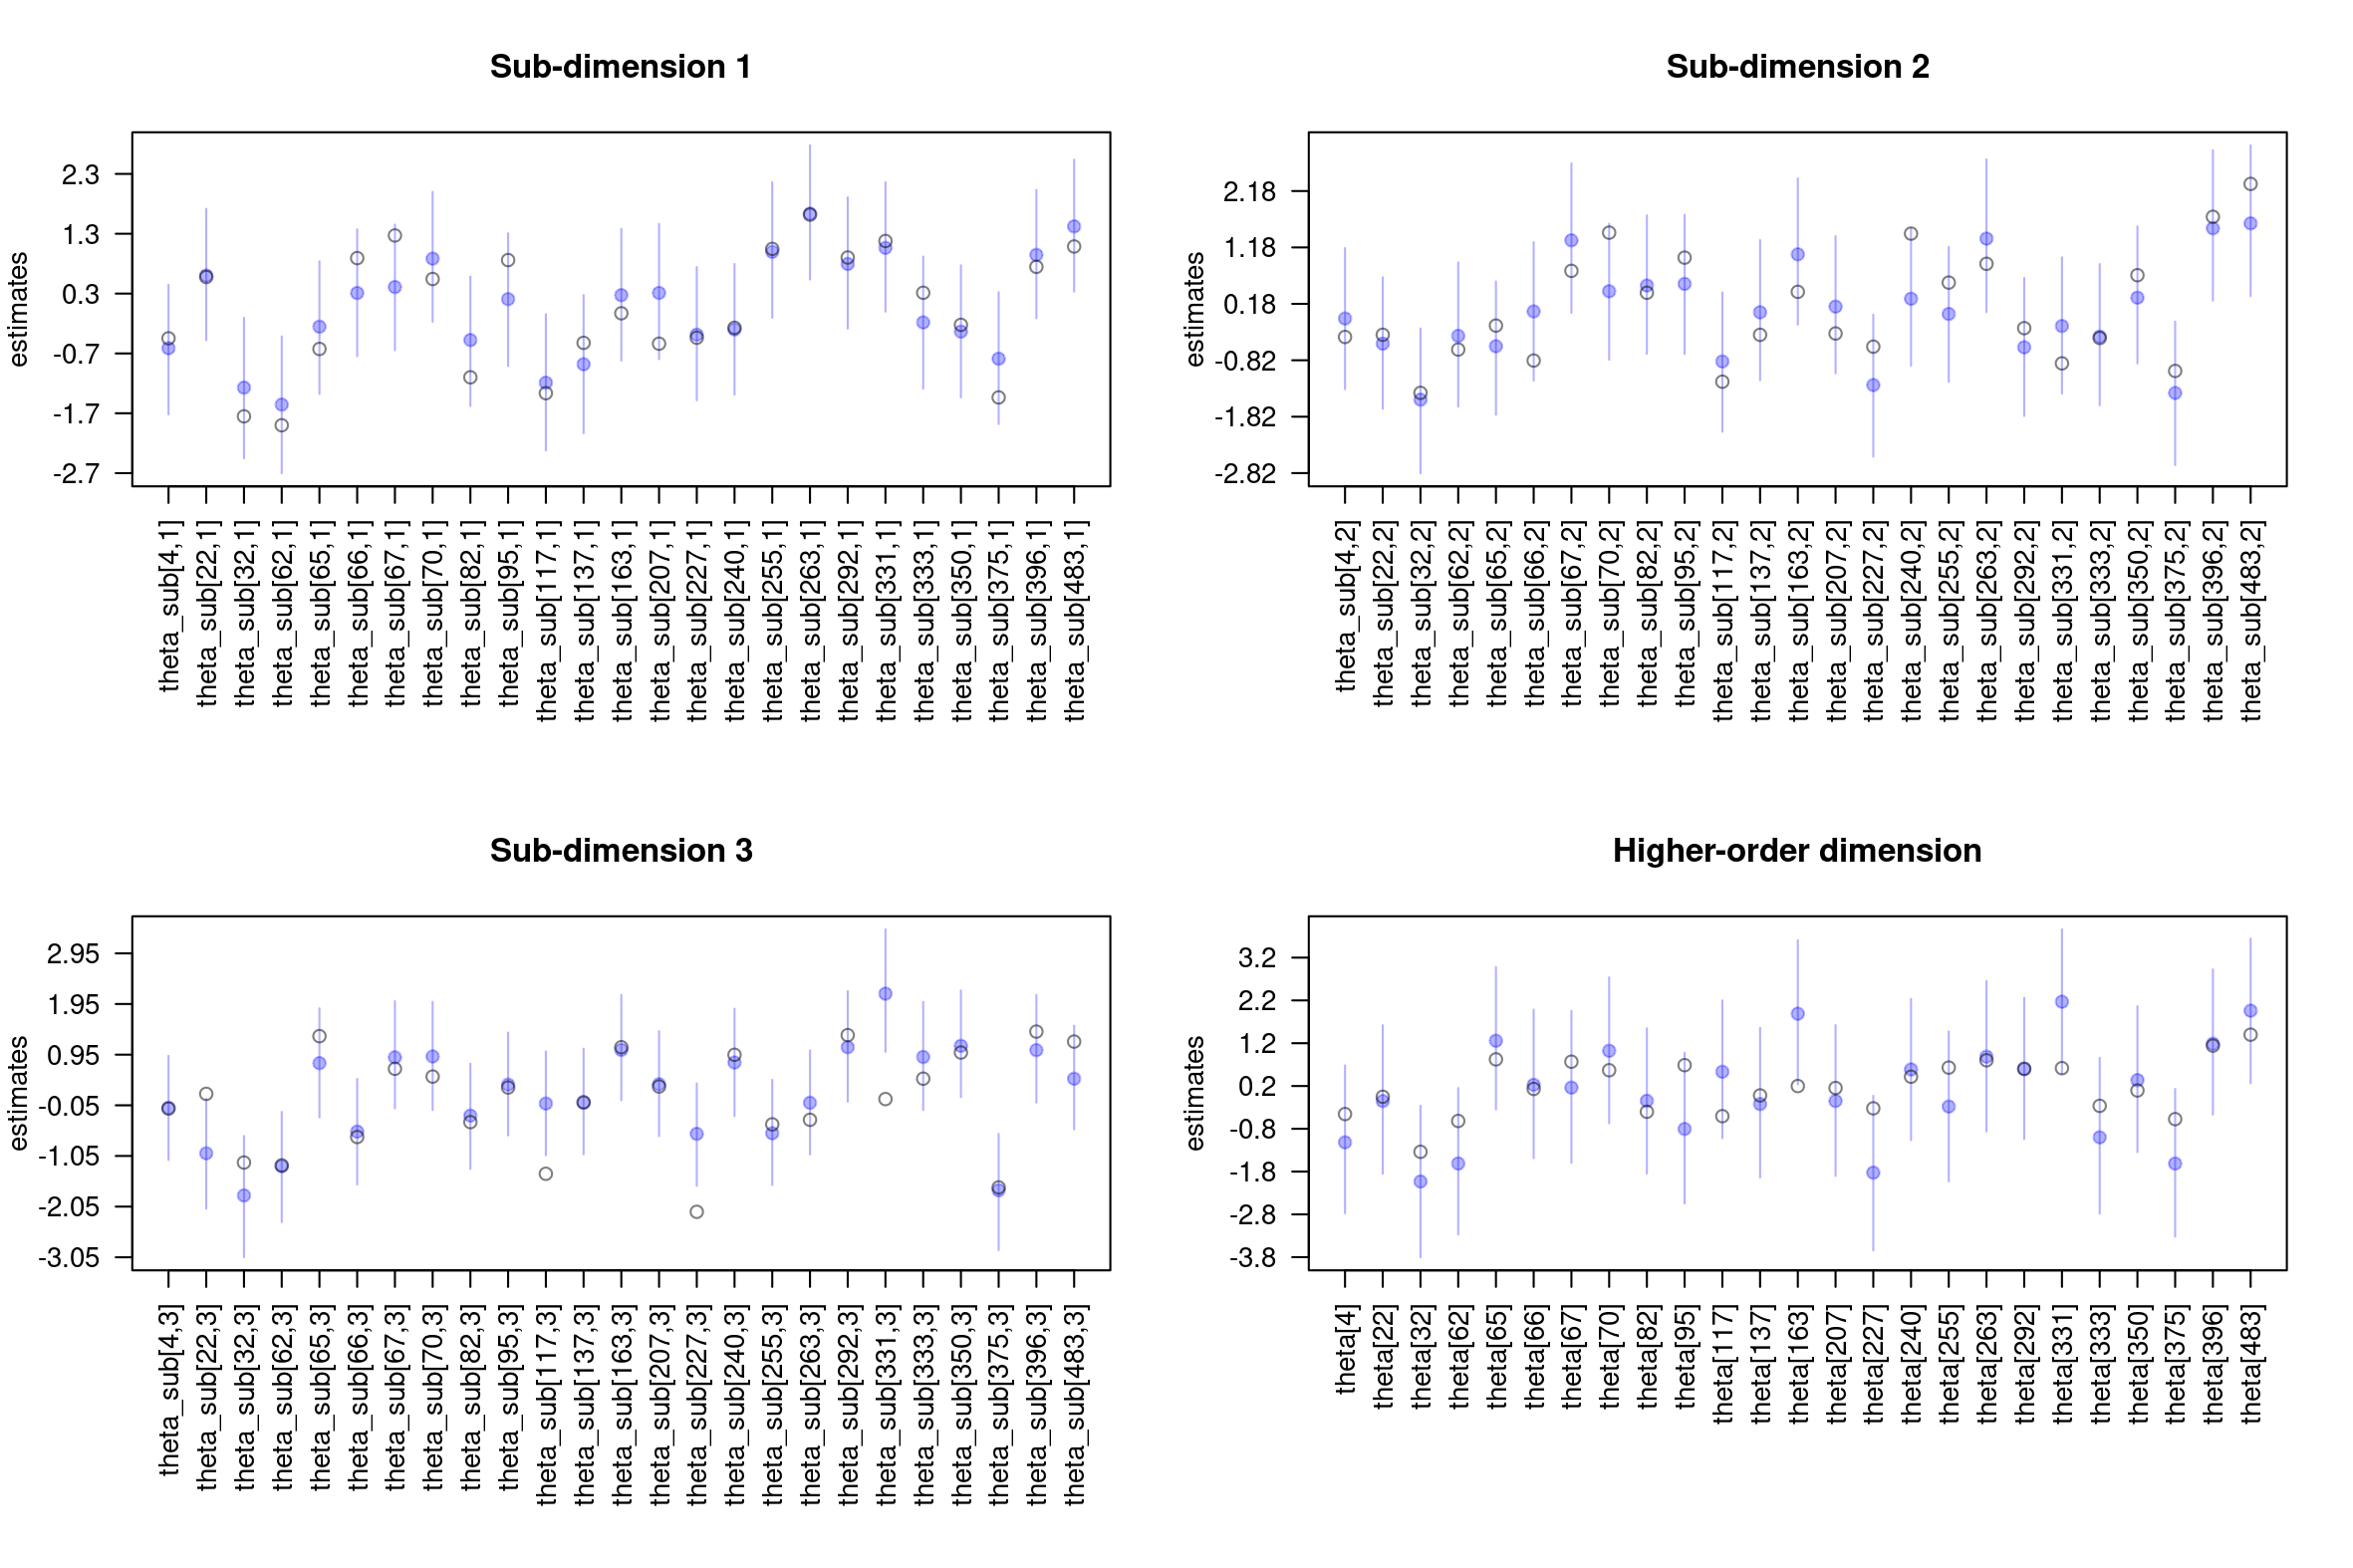 Sub-dimension 1
estimates
2.3
1.3
0.3
-0.7
-1.7
-2.7
theta_sub[4,1]
theta_sub[22,1]
theta_sub[32,1]
theta_sub[62,1]
theta_sub[65,1]
theta_sub[66,1]
theta_sub[67,1]
theta_sub[70,1]
theta_sub[82,1]
theta_sub[95,1]
theta_sub[117,1]
theta_sub[137,1]
theta_sub[163,1]
theta_sub[207,1]
theta_sub[227,1]
theta_sub[240,1]
theta_sub[255,1]
theta_sub[263,1]
theta_sub[292,1]
theta_sub[331,1]
theta_sub[333,1]
theta_sub[350,1]
theta_sub[375,1]
theta_sub[396,1]
theta_sub[483,1]
Sub-dimension 2
estimates
2.18
1.18
0.18
-0.82
-1.82
-2.82
theta_sub[4,2]
theta_sub[22,2]
theta_sub[32,2]
theta_sub[62,2]
theta_sub[65,2]
theta_sub[66,2]
theta_sub[67,2]
theta_sub[70,2]
theta_sub[82,2]
theta_sub[95,2]
theta_sub[117,2]
theta_sub[137,2]
theta_sub[163,2]
theta_sub[207,2]
theta_sub[227,2]
theta_sub[240,2]
theta_sub[255,2]
theta_sub[263,2]
theta_sub[292,2]
theta_sub[331,2]
theta_sub[333,2]
theta_sub[350,2]
theta_sub[375,2]
theta_sub[396,2]
theta_sub[483,2]
Sub-dimension 3
estimates
2.95
1.95
0.95
-0.05
-1.05
-2.05
-3.05
theta_sub[4,3]
theta_sub[22,3]
theta_sub[32,3]
theta_sub[62,3]
theta_sub[65,3]
theta_sub[66,3]
theta_sub[67,3]
theta_sub[70,3]
theta_sub[82,3]
theta_sub[95,3]
theta_sub[117,3]
theta_sub[137,3]
theta_sub[163,3]
theta_sub[207,3]
theta_sub[227,3]
theta_sub[240,3]
theta_sub[255,3]
theta_sub[263,3]
theta_sub[292,3]
theta_sub[331,3]
theta_sub[333,3]
theta_sub[350,3]
theta_sub[375,3]
theta_sub[396,3]
theta_sub[483,3]
Higher-order dimension
estimates
3.2
2.2
1.2
0.2
-0.8
-1.8
-2.8
-3.8
theta[4]
theta[22]
theta[32]
theta[62]
theta[65]
theta[66]
theta[67]
theta[70]
theta[82]
theta[95]
theta[117]
theta[137]
theta[163]
theta[207]
theta[227]
theta[240]
theta[255]
theta[263]
theta[292]
theta[331]
theta[333]
theta[350]
theta[375]
theta[396]
theta[483]